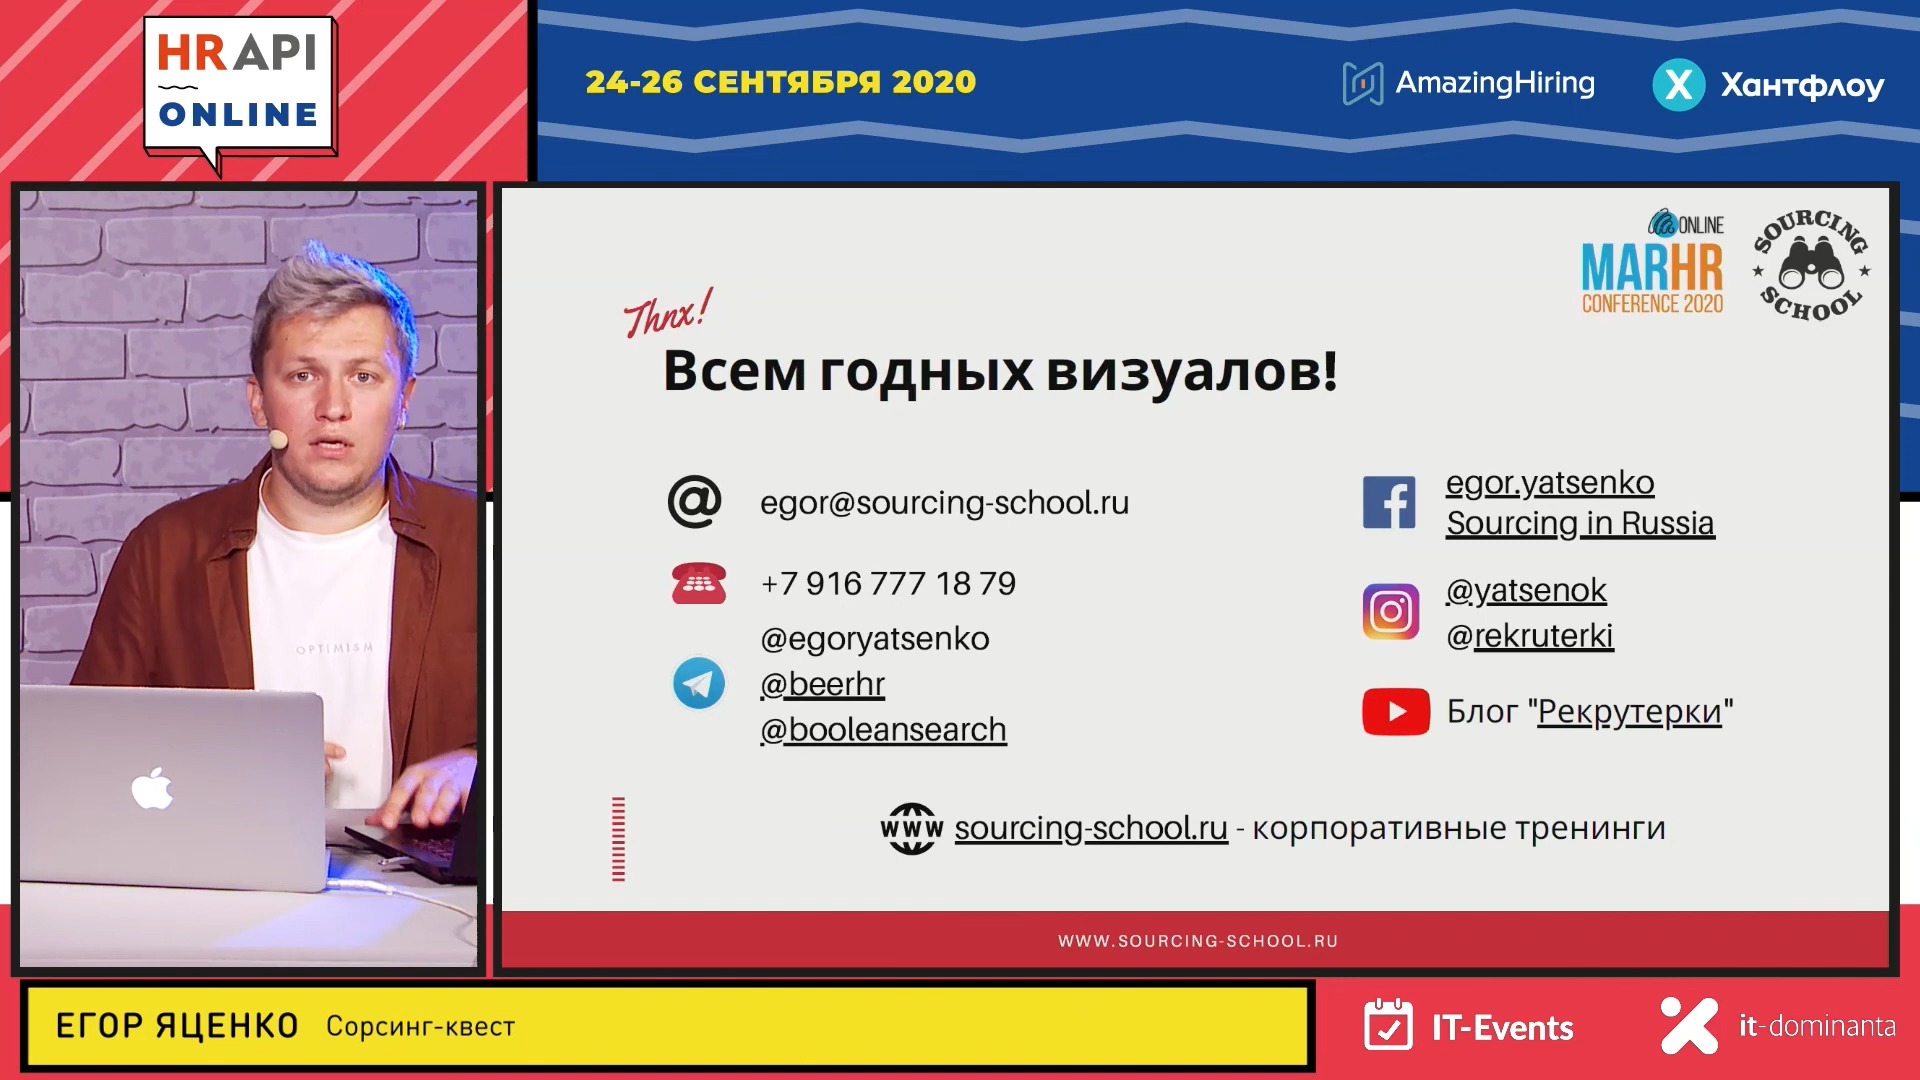 HR API
ONLINE
24-26 СЕНТЯБРЯ 2020
AmazingHiring
X Хантфлоу
ONLINE
MARHR
CONFERENCE 2020
SOURCING
SCHOOL
Thnx!
Всем годных визуалов!
@ egor@sourcing-school.ru
+7 916 777 18 79
@egoryatsenko
@beerhr
@booleansearch
f egor.yatsenko
Sourcing in Russia
@yatsenok
@rekruterki
Блог "Рекрутерки"
WWW sourcing-school.ru - корпоративные тренинги
WWW.SOURCING-SCHOOL.RU
OPTIMISM
ЕГОР ЯЦЕНКО Сорсинг-квест
IT-Events
it-dominanta